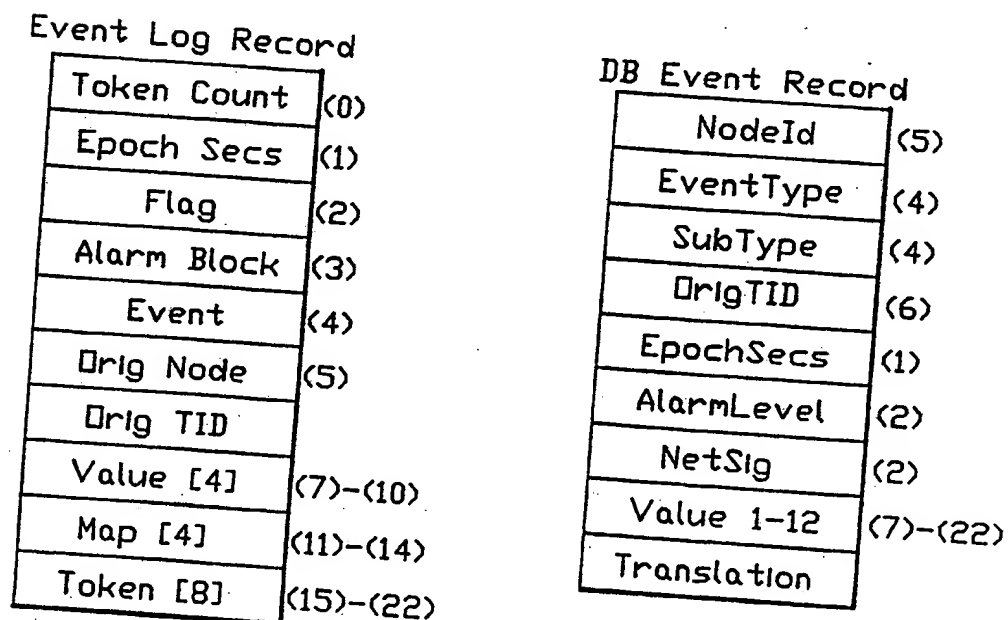 Event Log Record
Token Count (0)
Epoch Secs (1)
Flag (2)
Alarm Block (3)
Event (4)
Orig Node (5)
Orig TID
Value [4] (7)-(10)
Map [4] (11)-(14)
Token [8] (15)-(22)
DB Event Record
NodeId (5)
EventType (4)
SubType (4)
OrigTID (6)
EpochSecs (1)
AlarmLevel (2)
NetSig (2)
Value 1-12 (7)-(22)
Translation